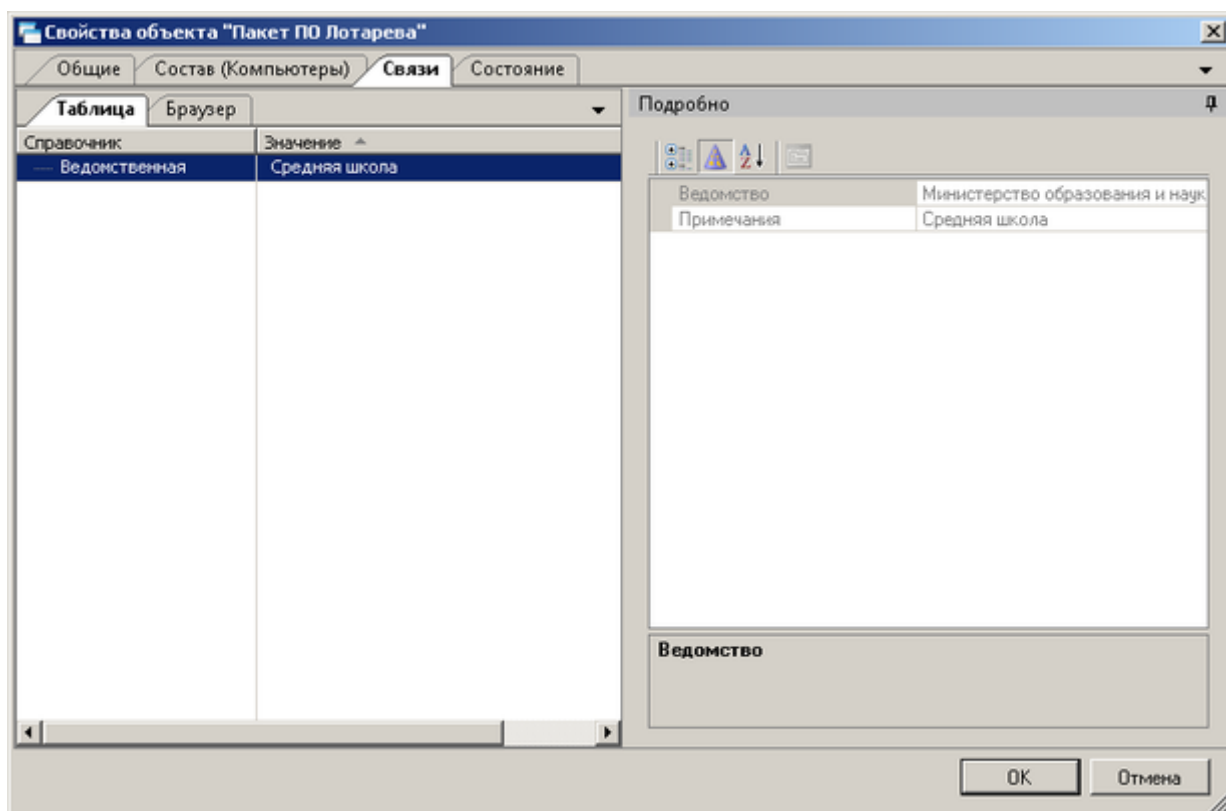 Свойства объекта "Пакет ПО Лотарева"
Общие Состав (Компьютеры) Связи Состояние
Таблица Браузер
Справочник Значение
Ведомственная Средняя школа
Подробно
Ведомство Министерство образования и наук
Примечания Средняя школа
Ведомство
OK Отмена